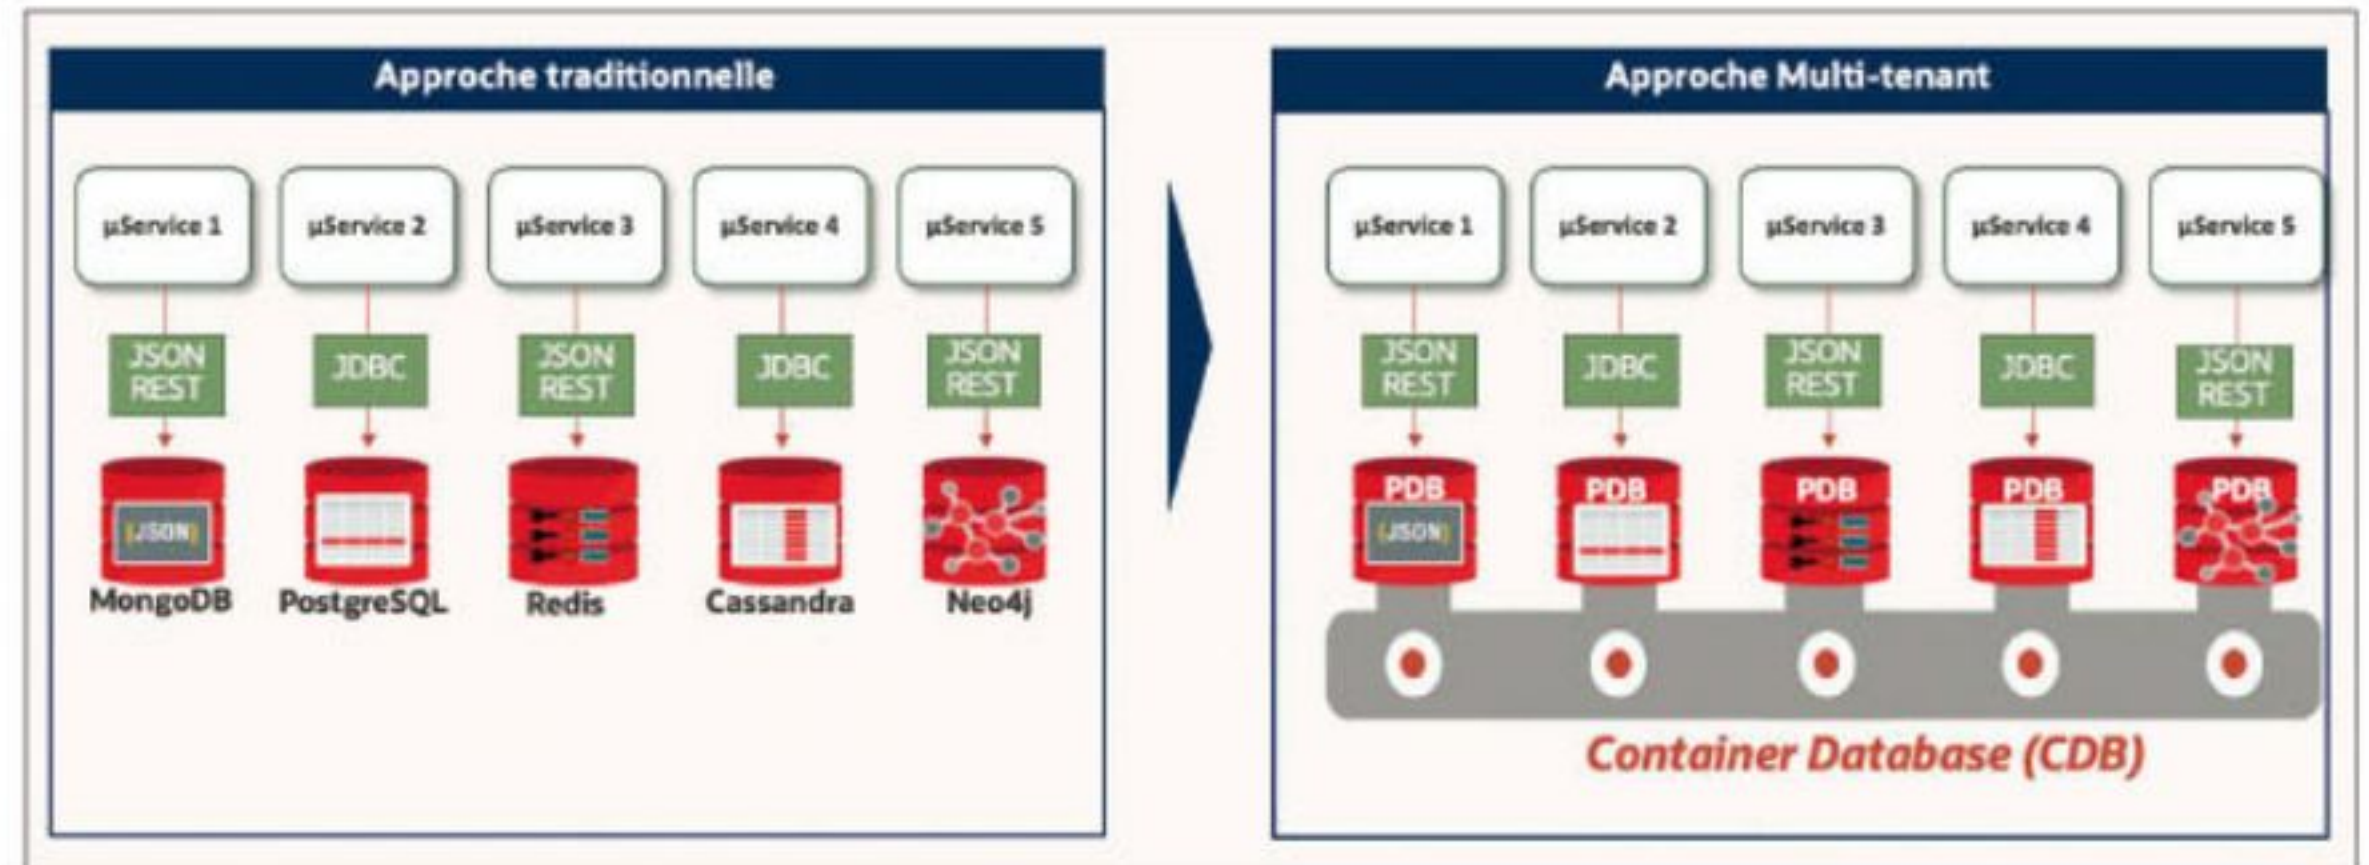 Approche traditionnelle
µService 1
µService 2
µService 3
µService 4
µService 5
JSON
REST
JDBC
JSON
REST
JDBC
JSON
REST
{JSON}
MongoDB
PostgreSQL
Redis
Cassandra
Neo4j
Approche Multi-tenant
µService 1
µService 2
µService 3
µService 4
µService 5
JSON
REST
JDBC
JSON
REST
JDBC
JSON
REST
PDB
{JSON}
PDB
PDB
PDB
PDB
Container Database (CDB)